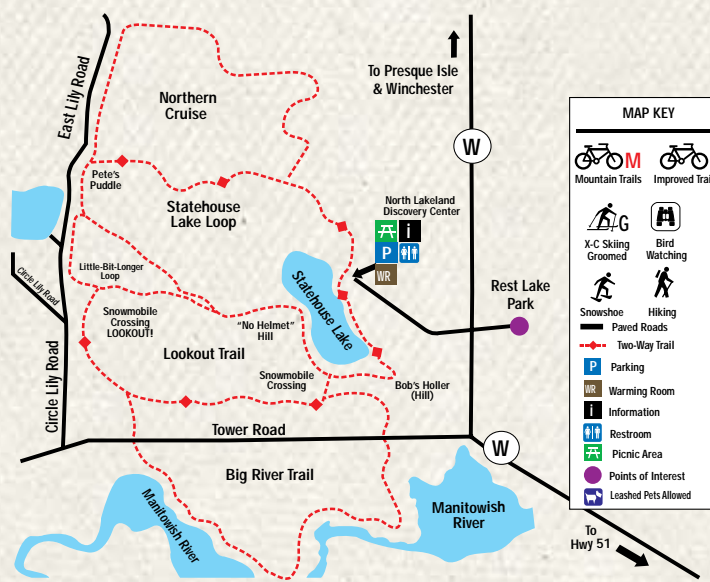 To Presque Isle
& Winchester
East Lily Road
Northern
Cruise
W
Pete's
Puddle
Statehouse
Lake Loop
North Lakeland
Discovery Center
i
P
WR
Little-Bit-Longer
Loop
Circle Lily Road
Statehouse Lake
Rest Lake
Park
Snowmobile
Crossing
LOOKOUT!
"No Helmet"
Hill
Lookout Trail
Snowmobile
Crossing
Bob's Holler
(Hill)
Circle Lily Road
Tower Road
W
Big River Trail
Manitowish
River
Manitowish
River
To
Hwy 51
MAP KEY
M
Mountain Trails
Improved Trai
G
X-C Skiing
Groomed
Bird
Watching
Snowshoe
Hiking
Paved Roads
Two-Way Trail
P
Parking
WR
Warming Room
i
Information
Restroom
Picnic Area
Points of Interest
Leashed Pets Allowed